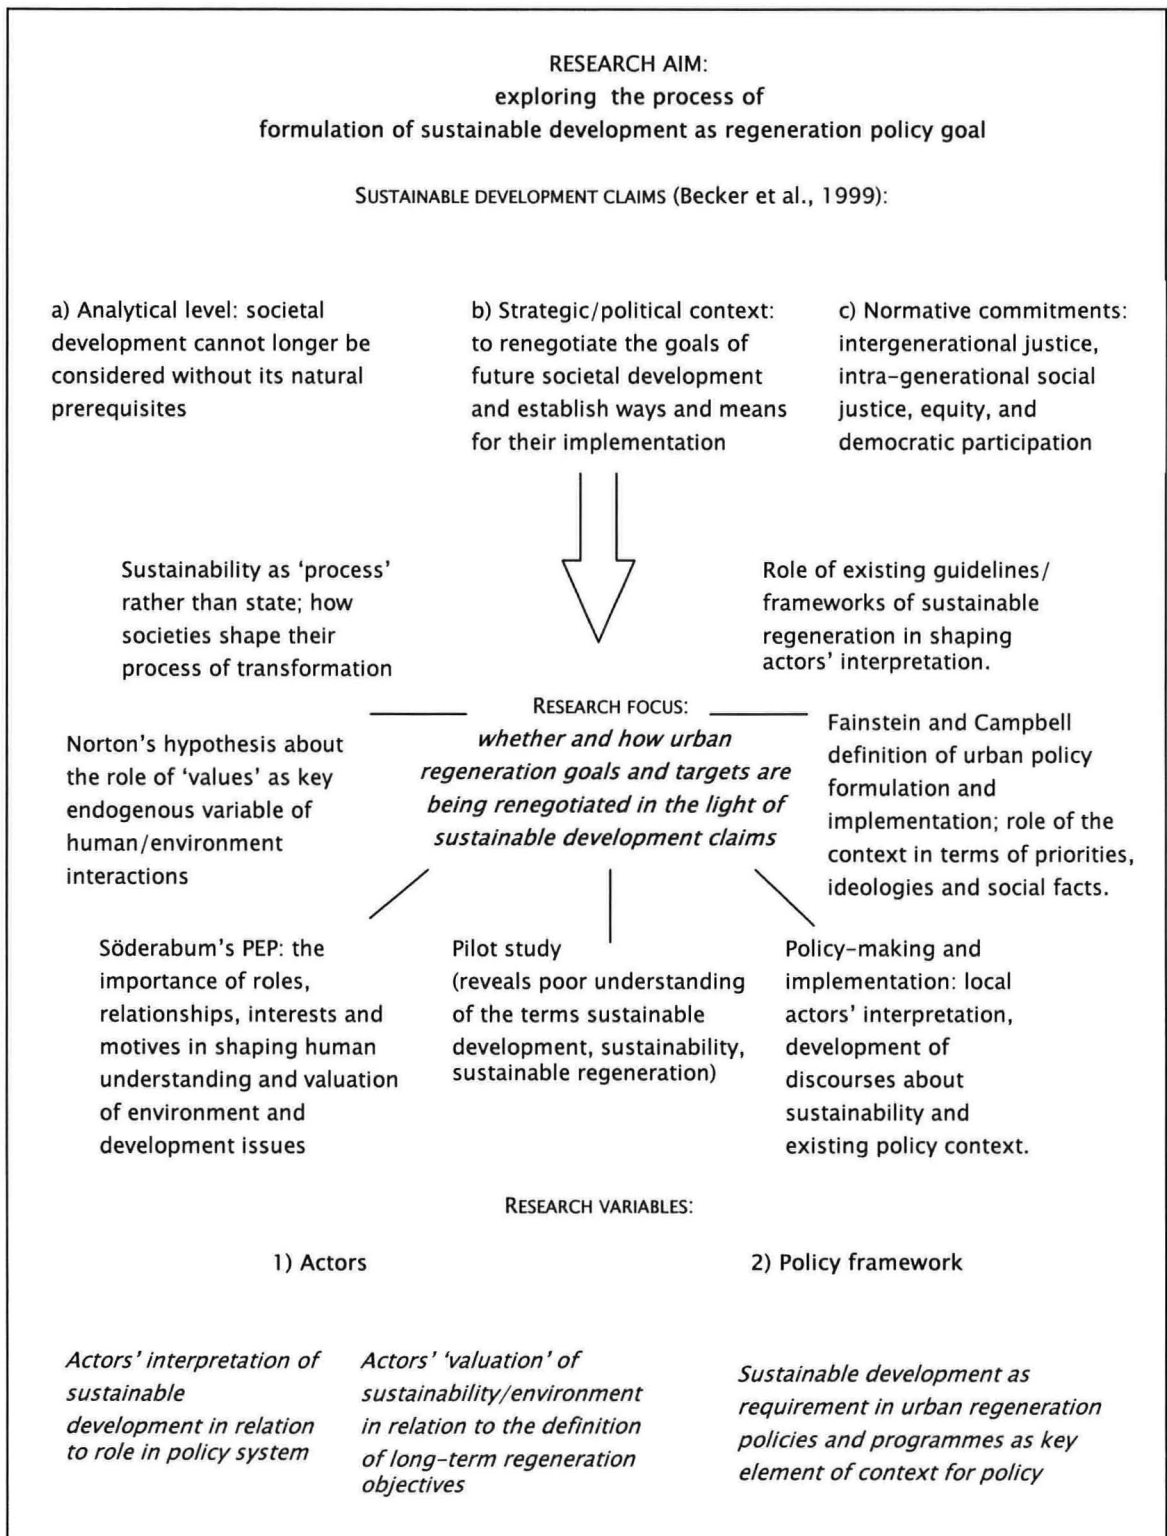 RESEARCH AIM:
exploring the process of
formulation of sustainable development as regeneration policy goal
SUSTAINABLE DEVELOPMENT CLAIMS (Becker et al., 1999):
a) Analytical level: societal
development cannot longer be
considered without its natural
prerequisites
b) Strategic/political context:
to renegotiate the goals of
future societal development
and establish ways and means
for their implementation
c) Normative commitments:
intergenerational justice,
intra-generational social
justice, equity, and
democratic participation
Sustainability as ‘process’
rather than state; how
societies shape their
process of transformation
Role of existing guidelines/
frameworks of sustainable
regeneration in shaping
actors’ interpretation.
Norton’s hypothesis about
the role of ‘values’ as key
endogenous variable of
human/environment
interactions
RESEARCH FOCUS:
whether and how urban
regeneration goals and targets are
being renegotiated in the light of
sustainable development claims
Fainstein and Campbell
definition of urban policy
formulation and
implementation; role of the
context in terms of priorities,
ideologies and social facts.
Söderabum’s PEP: the
importance of roles,
relationships, interests and
motives in shaping human
understanding and valuation
of environment and
development issues
Pilot study
(reveals poor understanding
of the terms sustainable
development, sustainability,
sustainable regeneration)
Policy-making and
implementation: local
actors’ interpretation,
development of
discourses about
sustainability and
existing policy context.
RESEARCH VARIABLES:
1) Actors
2) Policy framework
Actors’ interpretation of
sustainable
development in relation
to role in policy system
Actors’ ‘valuation’ of
sustainability/environment
in relation to the definition
of long-term regeneration
objectives
Sustainable development as
requirement in urban regeneration
policies and programmes as key
element of context for policy